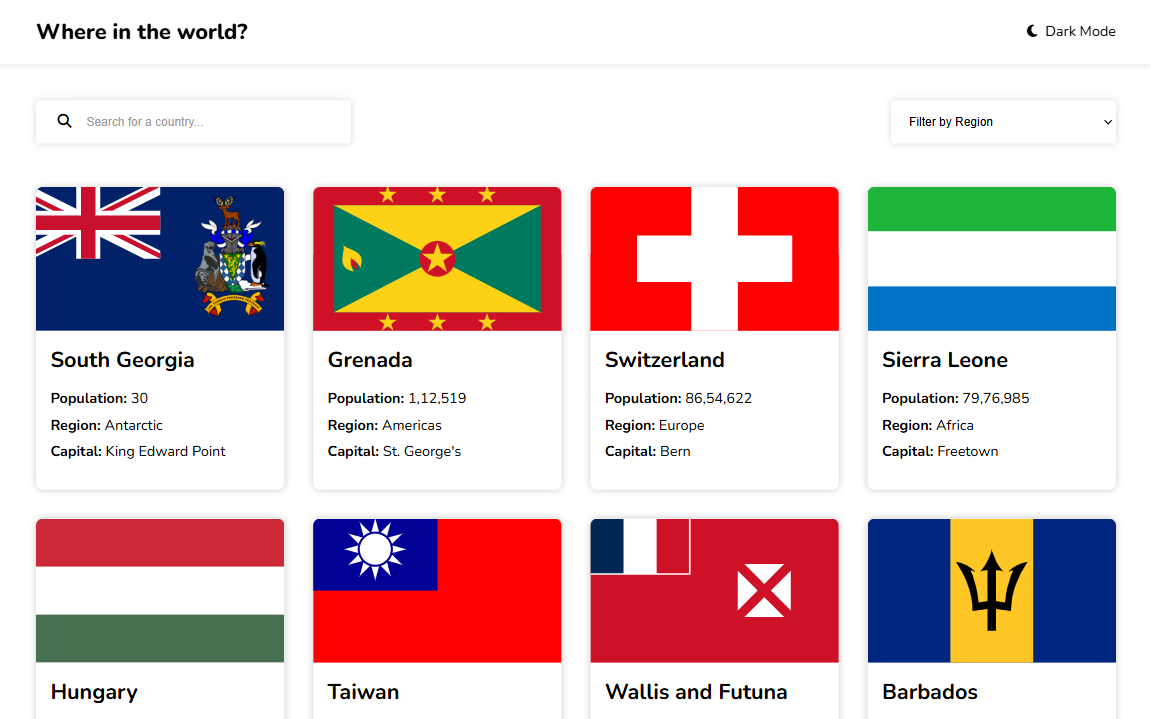 Where in the world?
Dark Mode
Search for a country...
Filter by Region
South Georgia
Population: 30
Region: Antarctic
Capital: King Edward Point
Grenada
Population: 1,12,519
Region: Americas
Capital: St. George's
Switzerland
Population: 86,54,622
Region: Europe
Capital: Bern
Sierra Leone
Population: 79,76,985
Region: Africa
Capital: Freetown
Hungary
Taiwan
Wallis and Futuna
Barbados